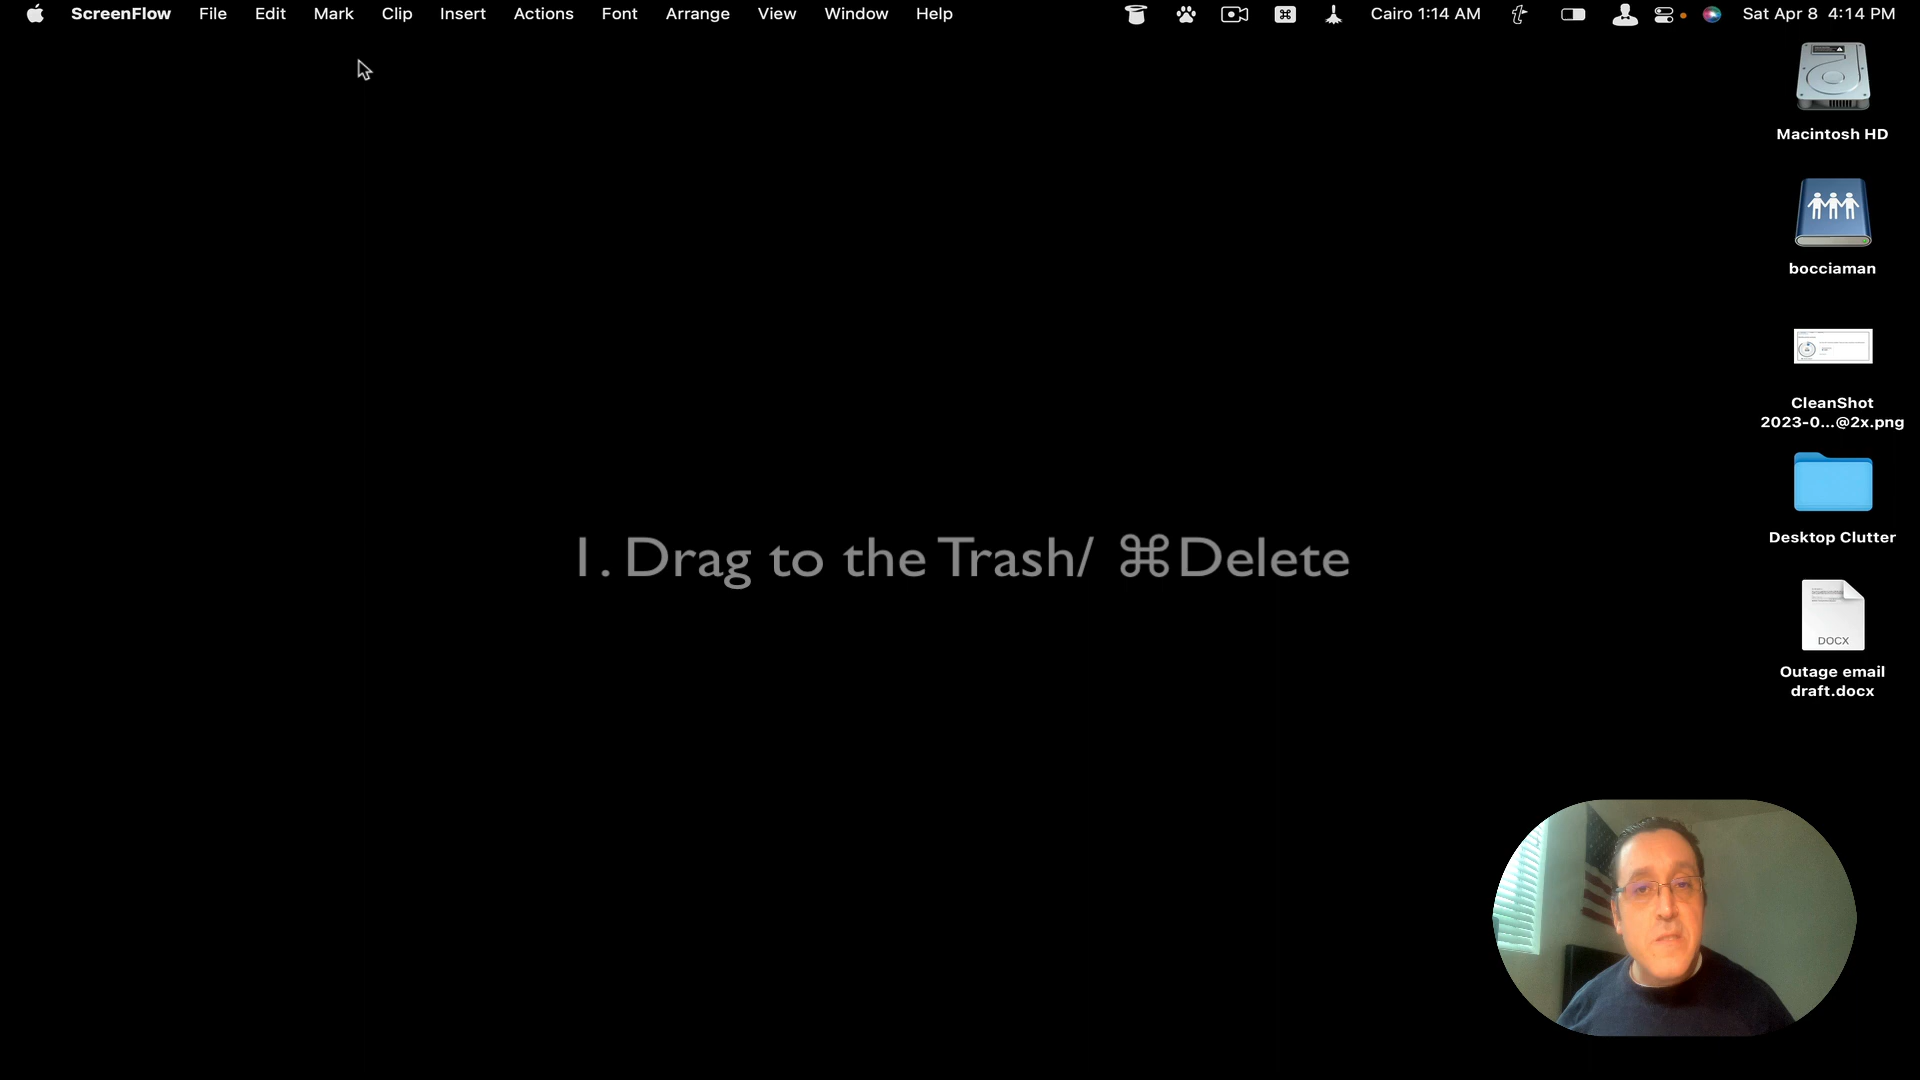 ScreenFlow File Edit Mark Clip Insert Actions Font Arrange View Window Help Cairo 1:14 AM Sat Apr 8 4:14 PM
Macintosh HD
bocciaman
CleanShot
2023-0...@2x.png
Desktop Clutter
1. Drag to the Trash/ ⌘Delete
DOCX
Outage email
draft.docx